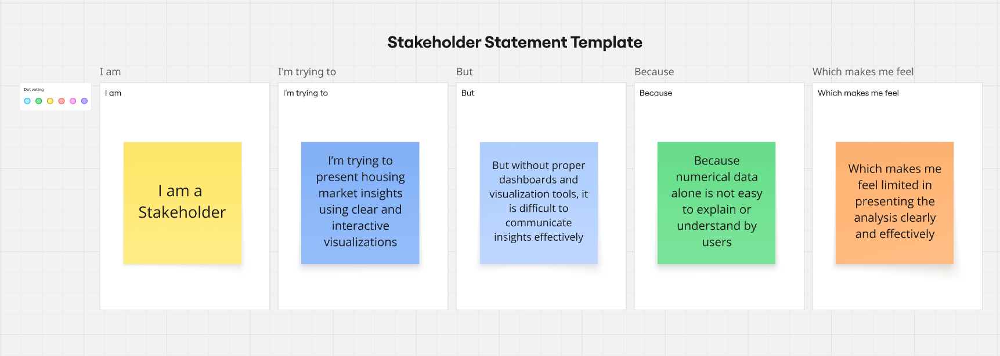 Stakeholder Statement Template
I am
I'm trying to
But
Because
Which makes me feel
Dot voting
I am
I'm trying to
But
Because
Which makes me feel
I am a
Stakeholder
I’m trying to
present housing
market insights
using clear and
interactive
visualizations
But without proper
dashboards and
visualization tools, it
is difficult to
communicate
insights effectively
Because
numerical data
alone is not easy
to explain or
understand by
users
Which makes me
feel limited in
presenting the
analysis clearly
and effectively